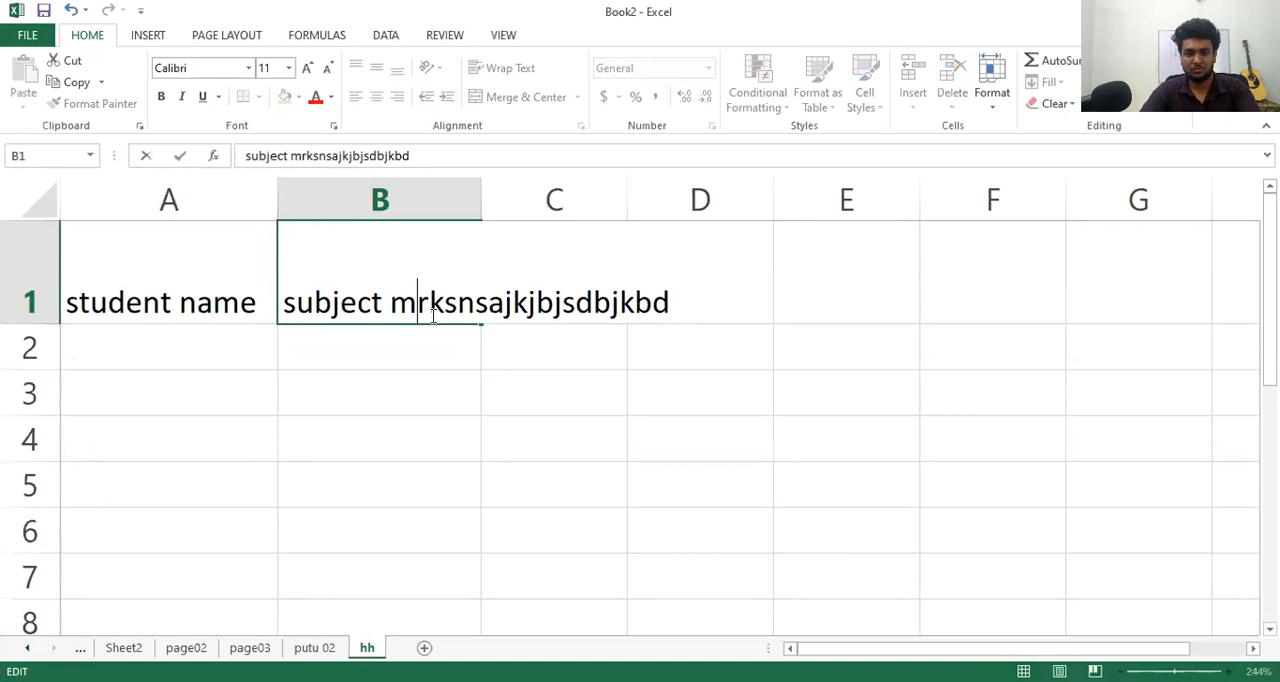 Book2 - Excel
FILE HOME INSERT PAGE LAYOUT FORMULAS DATA REVIEW VIEW
Paste
Cut
Copy
Format Painter
Clipboard
Calibri 11
B I U
Font
Wrap Text
Merge & Center
Alignment
General
$ % ,
Number
Conditional Formatting
Format as Table
Cell Styles
Styles
Insert Delete Format
Cells
AutoSu
Fill
Clear
Editing
B1 subject mrksnsajkjbjsdbjkbd
A B C D E F G
1 student name subject mrksnsajkjbjsdbjkbd
2
3
4
5
6
7
8
... Sheet2 page02 page03 putu 02 hh
EDIT 244%